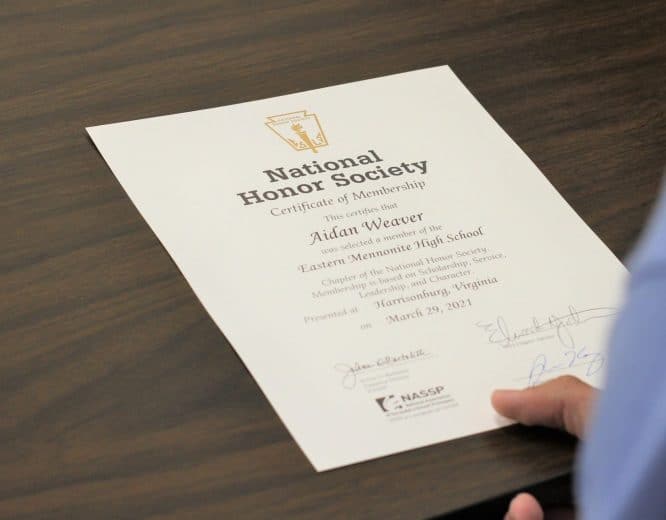 National
Honor Society
Certificate of Membership
This certifies that
Aidan Weaver
was selected a member of the
Eastern Mennonite High School
Chapter of the National Honor Society.
Membership is based on Scholarship, Service,
Leadership, and Character.
Presented at Harrisonburg, Virginia
on March 29, 2021
NASSP